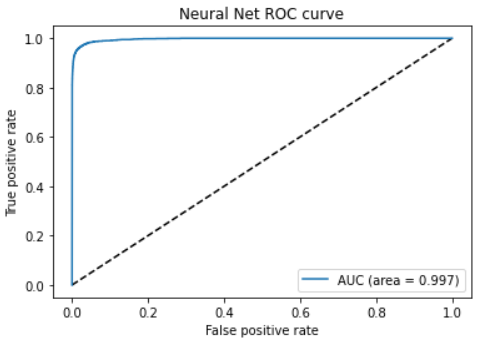 Neural Net ROC curve
True positive rate
1.0
0.8
0.6
0.4
0.2
0.0
AUC (area = 0.997)
0.0 0.2 0.4 0.6 0.8 1.0
False positive rate